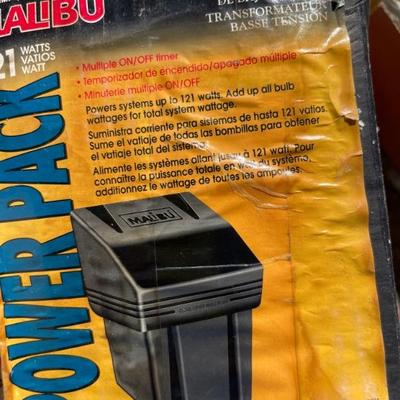 MALIBU
TRANSFORMATEUR
BASSE TENSION
121 WATTS
VATIOS
WATT
• Multiple ON/OFF timer
• Temporizador de encendido/apagado múltiple
• Minuterie multiple ON/OFF
Powers systems up to 121 watts. Add up all bulb
wattages for total system wattage.
Suministra corriente para sistemas de hasta 121 vatios.
Sume el vatiaje de todas las bombillas para obtener
el vatiaje total del sistema.
Alimente les systèmes allant jusqu'à 121 watt. Pour
connaître la puissance totale en watt du système,
additionnez le wattage de toutes les ampoules.
POWER PACK
MALIBU